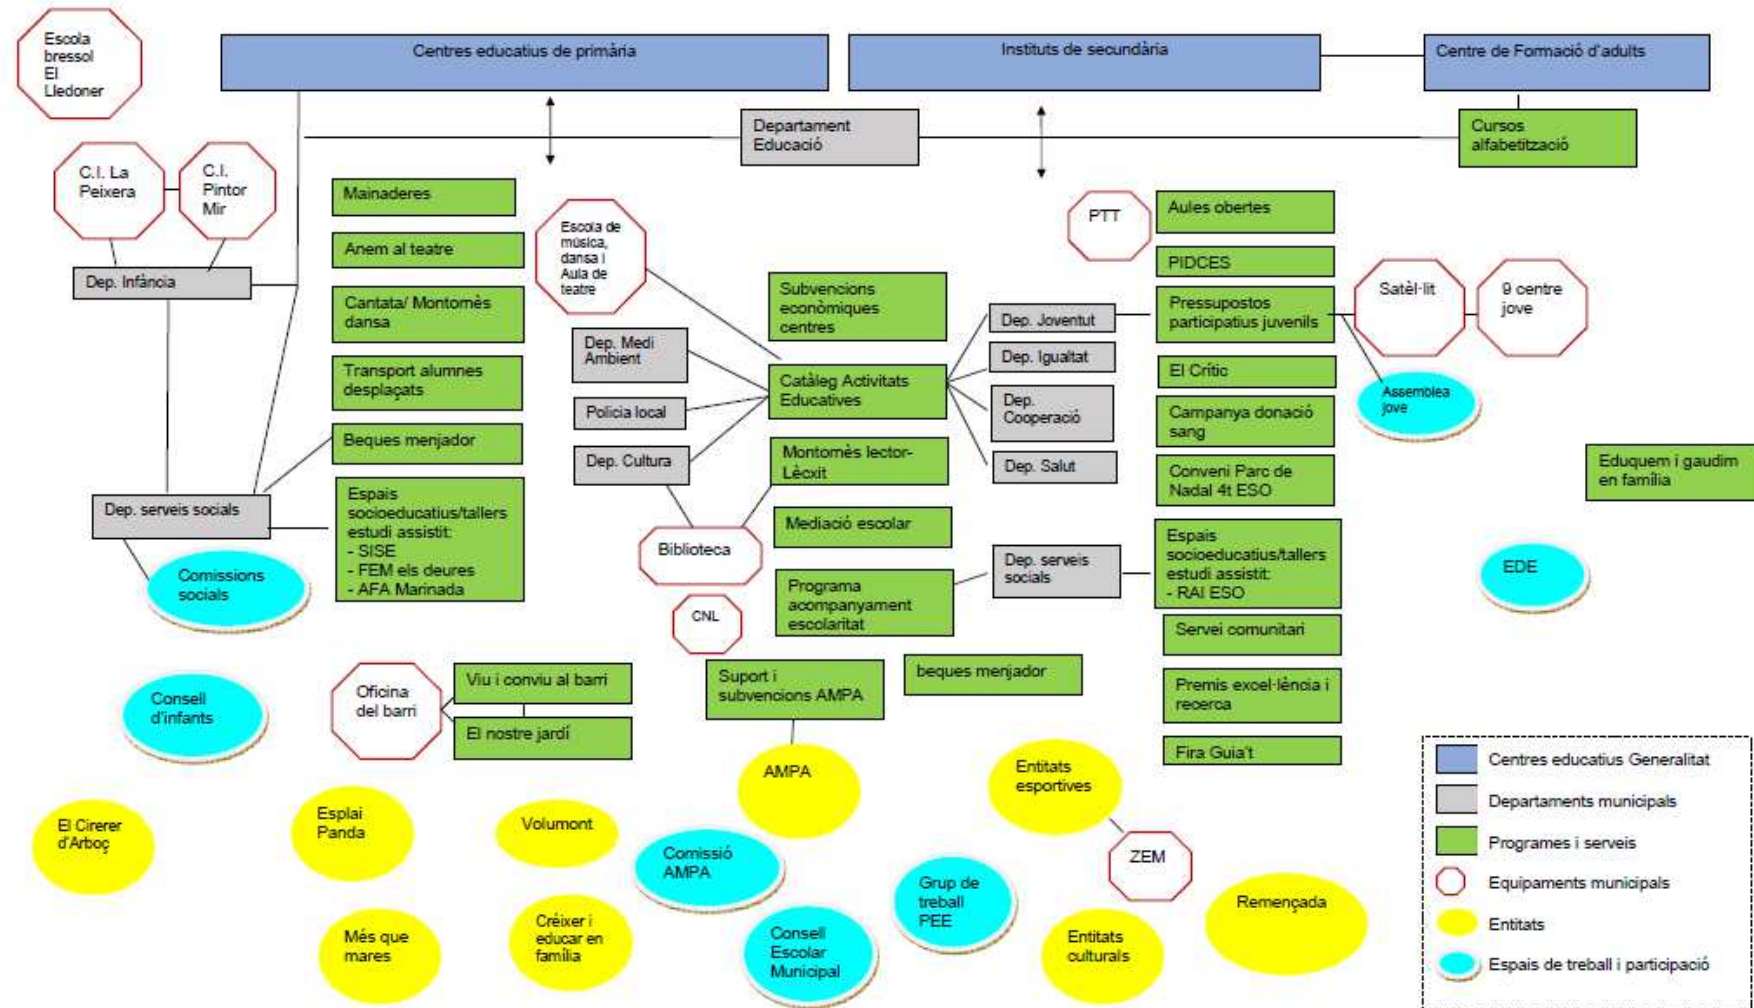 Escola
bressol
El
Lledoner
Centres educatius de primària
Instituts de secundària
Centre de Formació d'adults
Departament
Educació
Cursos
alfabetització
C.I. La
Peixera
C.I.
Pintor
Mir
Dep. Infància
Mainaderes
Anem al teatre
Cantata/ Montornès
dansa
Transport alumnes
desplaçats
Beques menjador
Espais
socioeducatius/tallers
estudi assistit:
- SISE
- FEM els deures
- AFA Marinada
Dep. serveis socials
Comissions
socials
Consell
d'infants
Escola de
música,
dansa i
Aula de
teatre
Dep. Medi
Ambient
Policia local
Dep. Cultura
Biblioteca
CNL
Subvencions
econòmiques
centres
Catàleg Activitats
Educatives
Montornès lector-
Lècxit
Mediació escolar
Programa
acompanyament
escolaritat
Dep. Joventut
Dep. Igualtat
Dep.
Cooperació
Dep. Salut
Dep. serveis
socials
PTT
Aules obertes
PIDCES
Pressupostos
participatius juvenils
El Crític
Campanya donació
sang
Conveni Parc de
Nadal 4t ESO
Espais
socioeducatius/tallers
estudi assistit:
- RAI ESO
Servei comunitari
Premis excel·lència i
recerca
Fira Guia't
Satèl·lit
9 centre
jove
Assemblea
jove
Eduquem i gaudim
en família
EDE
Oficina
del barri
Viu i conviu al barri
El nostre jardí
Suport i
subvencions AMPA
beques menjador
AMPA
Entitats
esportives
ZEM
El Cirerer
d'Arboç
Esplai
Panda
Volumont
Comissió
AMPA
Grup de
treball
PEE
Remençada
Més que
mares
Créixer i
educar en
família
Consell
Escolar
Municipal
Entitats
culturals
Centres educatius Generalitat
Departaments municipals
Programes i serveis
Equipaments municipals
Entitats
Espais de treball i participació